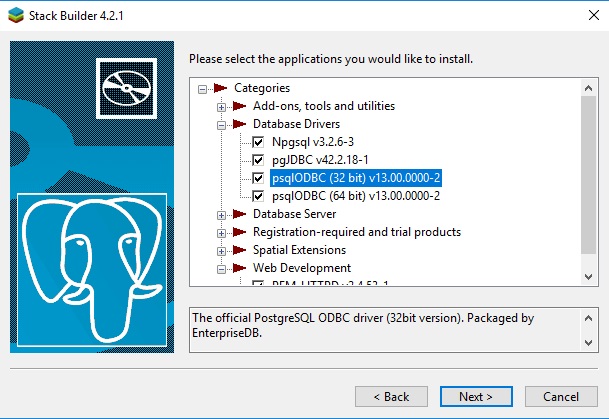 Stack Builder 4.2.1
Please select the applications you would like to install.
Categories
Add-ons, tools and utilities
Database Drivers
Npgsql v3.2.6-3
pgJDBC v42.2.18-1
psqlODBC (32 bit) v13.00.0000-2
psqlODBC (64 bit) v13.00.0000-2
Database Server
Registration-required and trial products
Spatial Extensions
Web Development
The official PostgreSQL ODBC driver (32bit version). Packaged by
EnterpriseDB.
< Back
Next >
Cancel